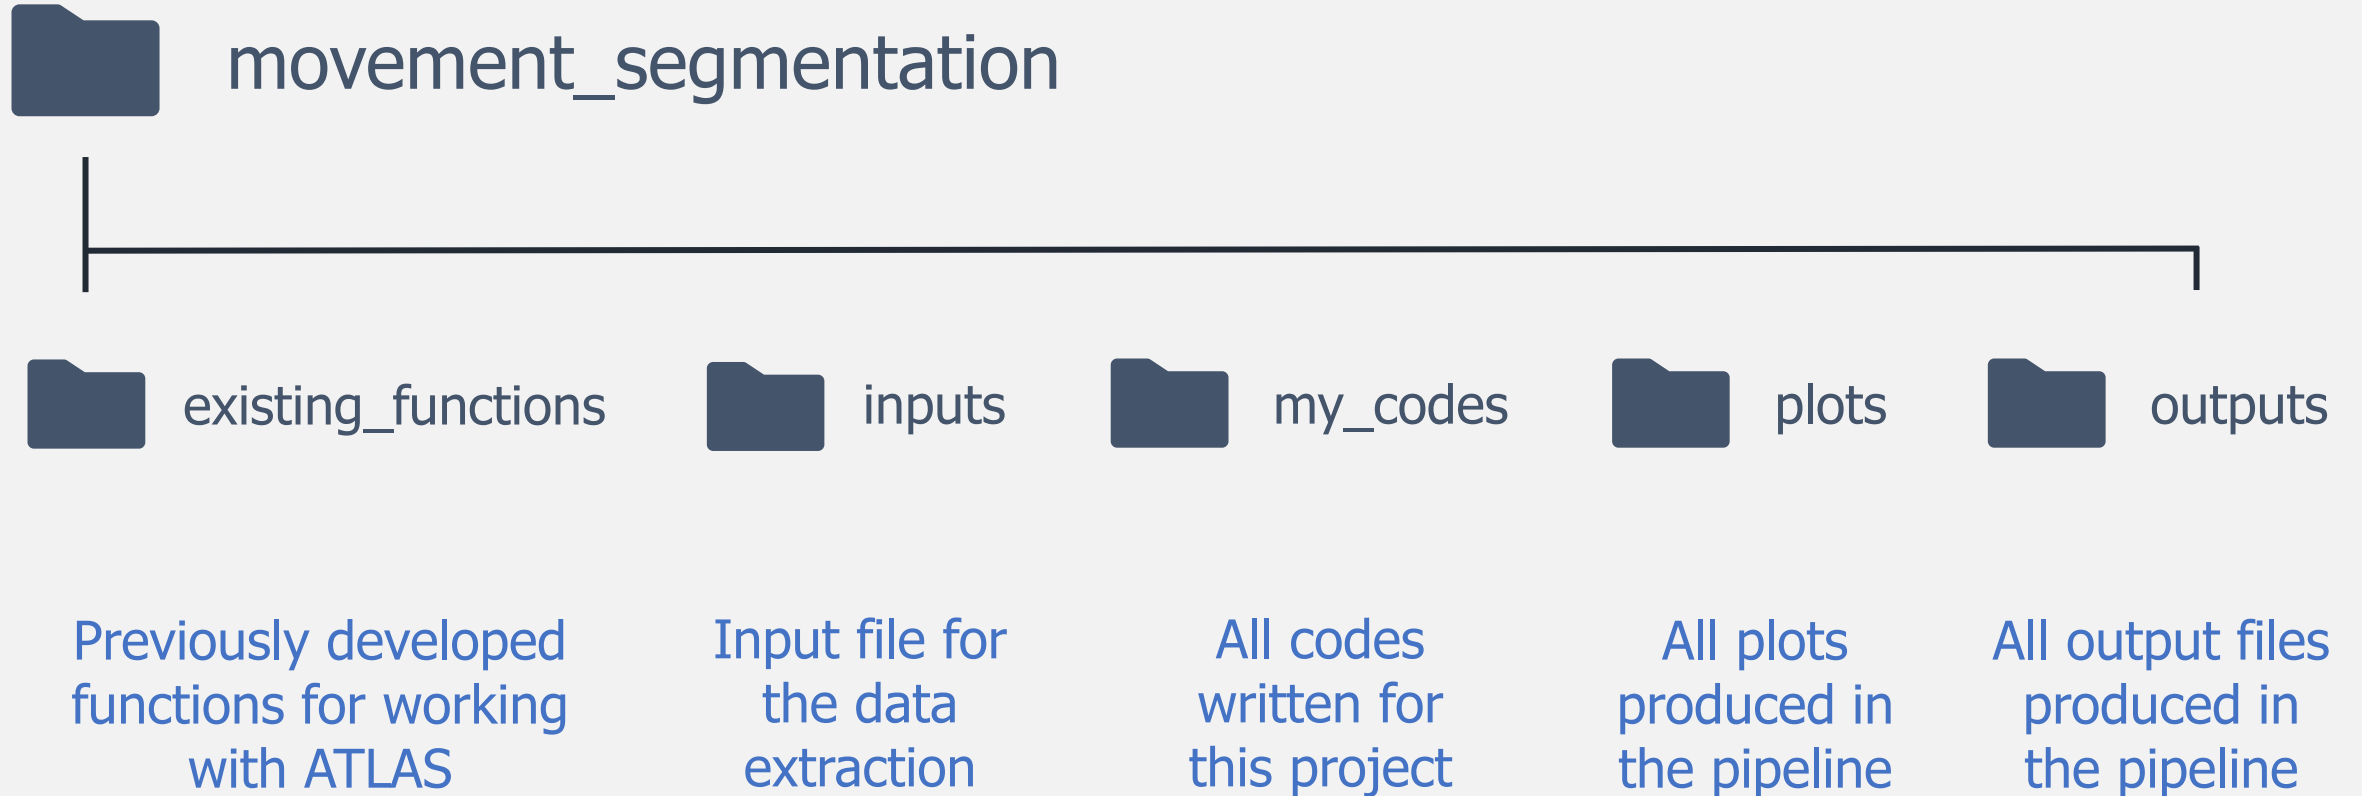 movement_segmentation
existing_functions
inputs
my_codes
plots
outputs
Previously developed
functions for working
with ATLAS
Input file for
the data
extraction
All codes
written for
this project
All plots
produced in
the pipeline
All output files
produced in
the pipeline